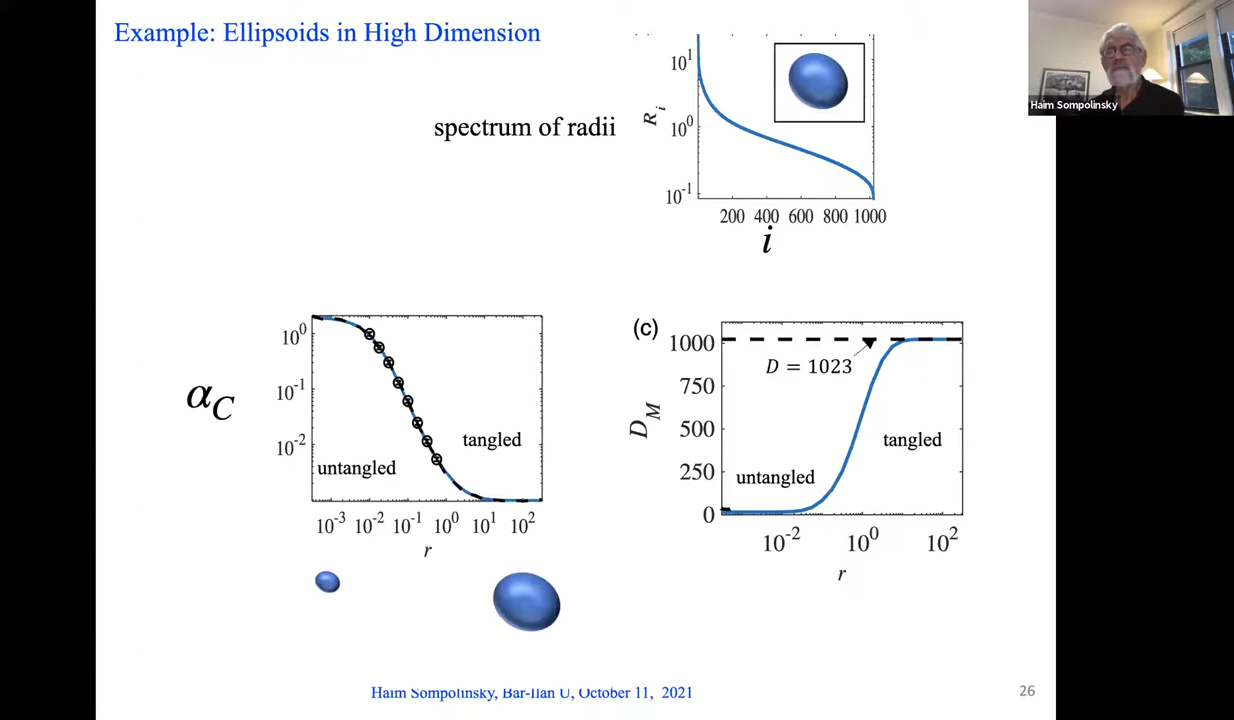 Example: Ellipsoids in High Dimension
Haim Sompolinsky
spectrum of radii
10¹
10⁰
10⁻¹
R_i
200 400 600 800 1000
i
α_C
10⁰
10⁻¹
10⁻²
untangled
tangled
10⁻³ 10⁻² 10⁻¹ 10⁰ 10¹ 10²
r
(c)
D_M
1000
750
500
250
0
D = 1023
untangled
tangled
10⁻² 10⁰ 10²
r
Haim Sompolinsky, Bar-Ilan U, October 11, 2021
26